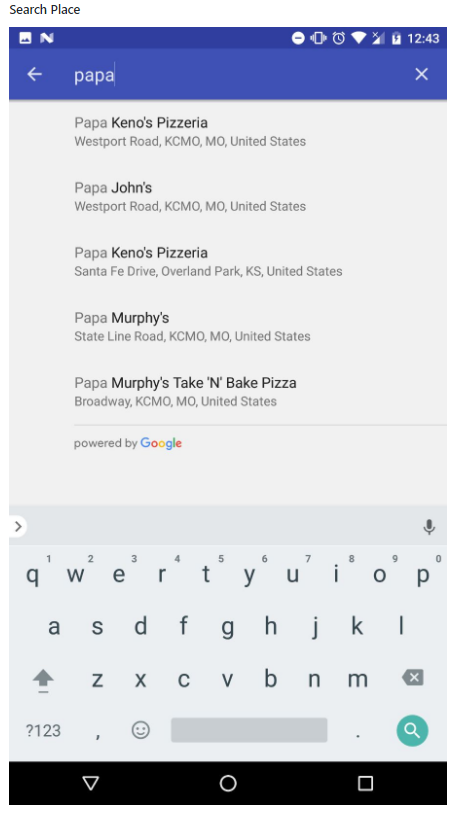 Search Place
12:43
papa
Papa Keno's Pizzeria
Westport Road, KCMO, MO, United States
Papa John's
Westport Road, KCMO, MO, United States
Papa Keno's Pizzeria
Santa Fe Drive, Overland Park, KS, United States
Papa Murphy's
State Line Road, KCMO, MO, United States
Papa Murphy's Take 'N' Bake Pizza
Broadway, KCMO, MO, United States
powered by Google
1 2 3 4 5 6 7 8 9 0
q w e r t y u i o p
a s d f g h j k l
z x c v b n m
?123 , .